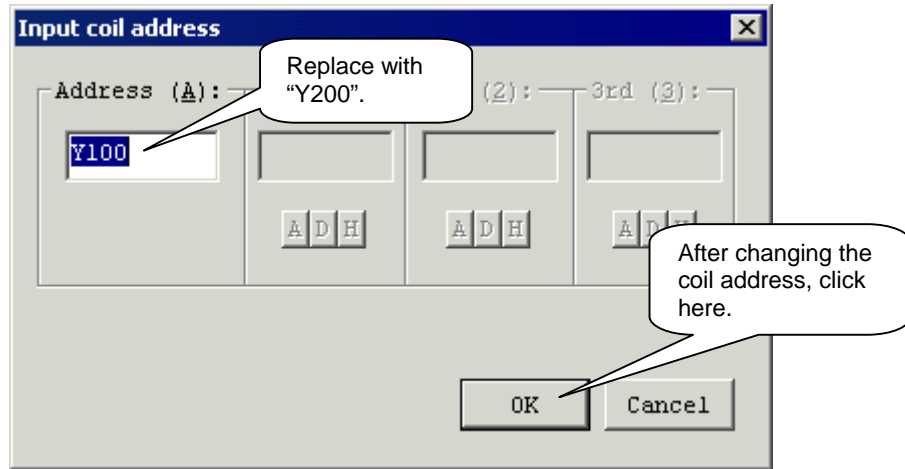 Input coil address
Replace with
“Y200”.
Address (A):
(2):
3rd (3):
Y100
A D H
A D H
A D
After changing the
coil address, click
here.
OK
Cancel